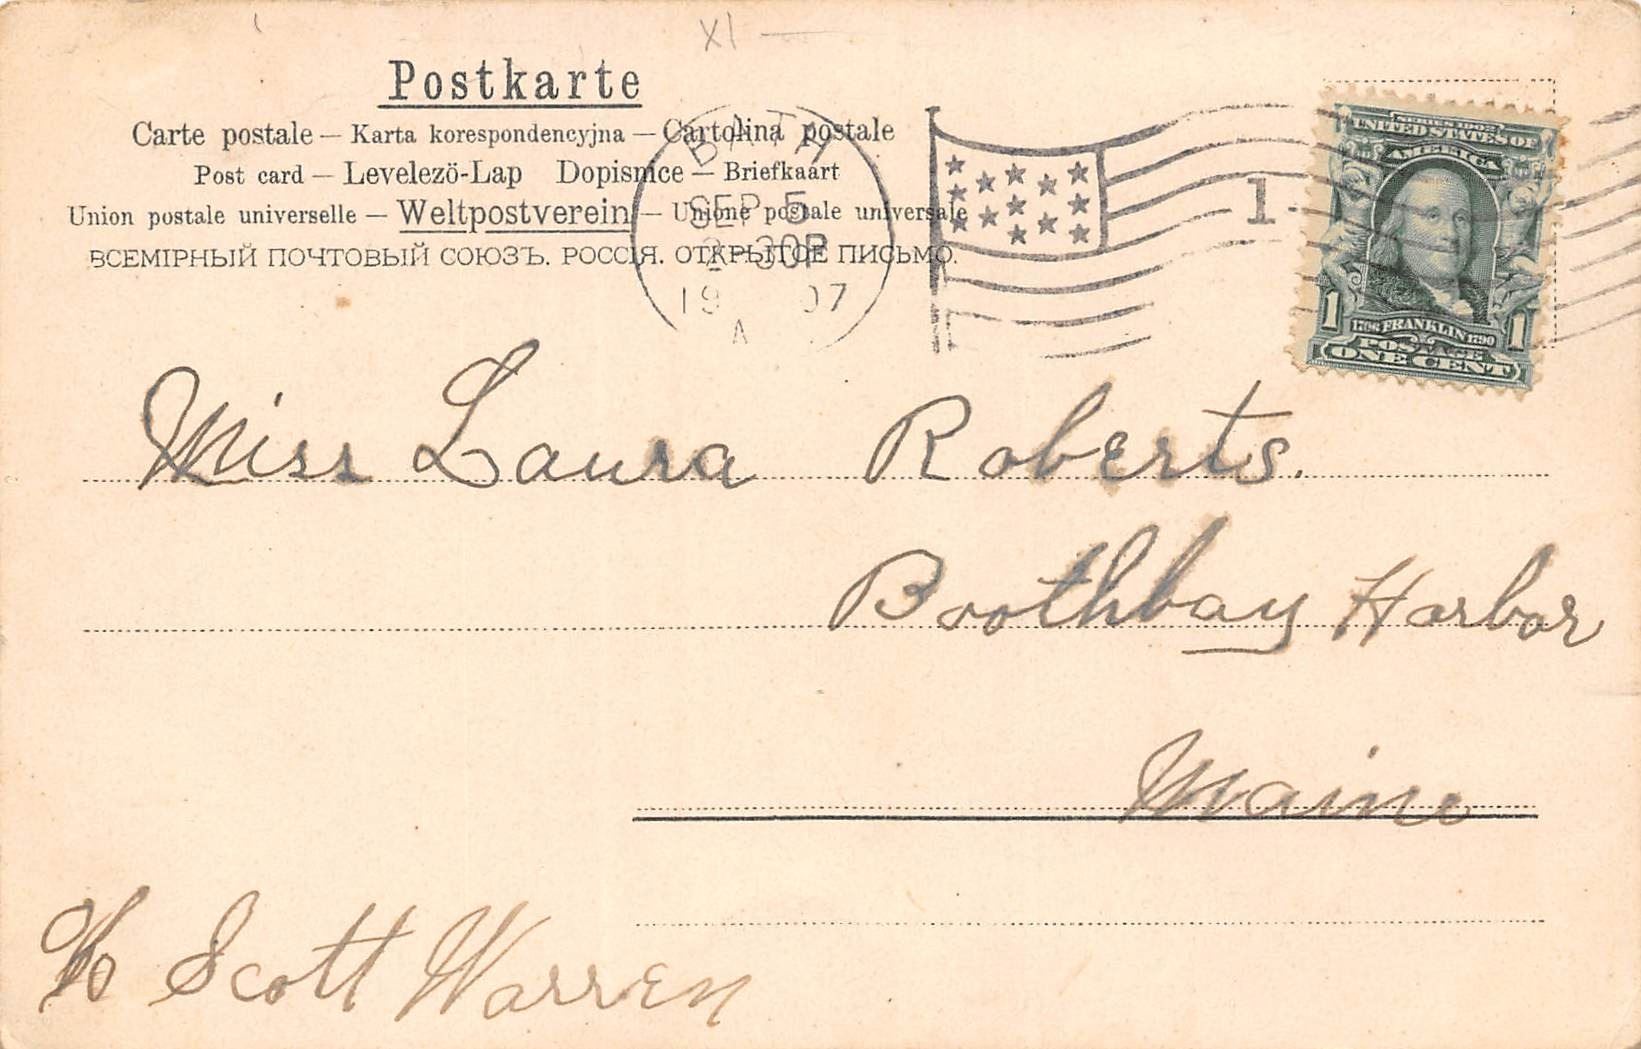 XI —
Postkarte
Carte postale — Karta korespondencyjna — Cartolina postale
Post card — Levelezö-Lap Dopisnice — Briefkaart
Union postale universelle — Weltpostverein — Unione postale universale
ВСЕМІРНЫЙ ПОЧТОВЫЙ СОЮЗЪ. РОССІЯ. ОТКРЫТОЕ ПИСЬМО.
BATH
SEP 5
-30P
19 07
A
1
SERIES 1902
UNITED STATES OF
AMERICA
1706 FRANKLIN 1790
POSTAGE
1 ONE CENT 1
Miss Laura Roberts.
Boothbay Harbor
Maine
c/o Scott Warren